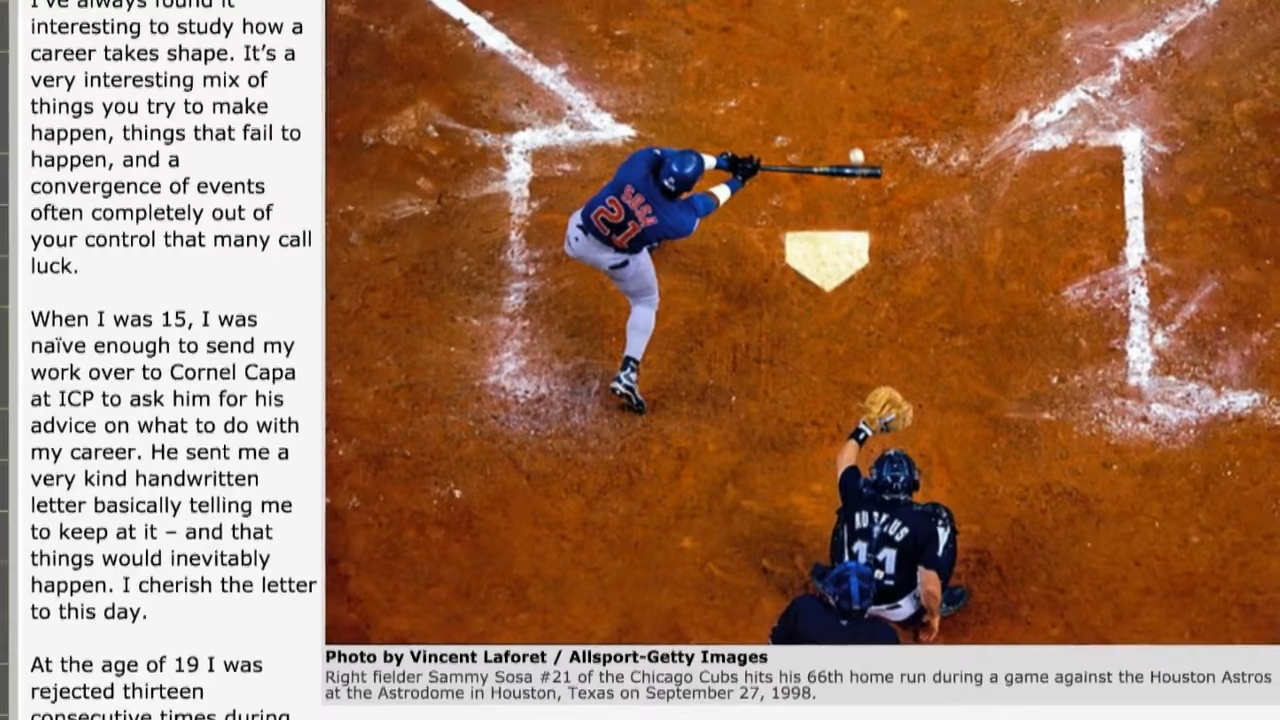 I've always found it
interesting to study how a
career takes shape. It's a
very interesting mix of
things you try to make
happen, things that fail to
happen, and a
convergence of events
often completely out of
your control that many call
luck.
When I was 15, I was
naïve enough to send my
work over to Cornel Capa
at ICP to ask him for his
advice on what to do with
my career. He sent me a
very kind handwritten
letter basically telling me
to keep at it – and that
things would inevitably
happen. I cherish the letter
to this day.
At the age of 19 I was
rejected thirteen
consecutive times during
SOSA
21
Photo by Vincent Laforet / Allsport-Getty Images
Right fielder Sammy Sosa #21 of the Chicago Cubs hits his 66th home run during a game against the Houston Astros
at the Astrodome in Houston, Texas on September 27, 1998.